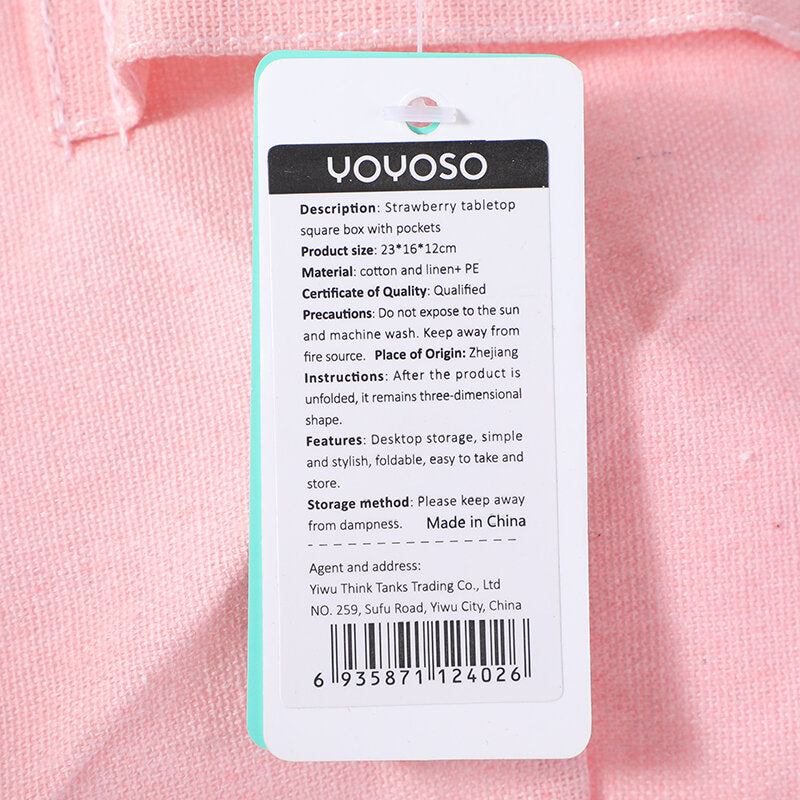 YOYOSO
Description: Strawberry tabletop
square box with pockets
Product size: 23*16*12cm
Material: cotton and linen+ PE
Certificate of Quality: Qualified
Precautions: Do not expose to the sun
and machine wash. Keep away from
fire source. Place of Origin: Zhejiang
Instructions: After the product is
unfolded, it remains three-dimensional
shape.
Features: Desktop storage, simple
and stylish, foldable, easy to take and
store.
Storage method: Please keep away
from dampness. Made in China
Agent and address:
Yiwu Think Tanks Trading Co., Ltd
NO. 259, Sufu Road, Yiwu City, China
6 935871 124026